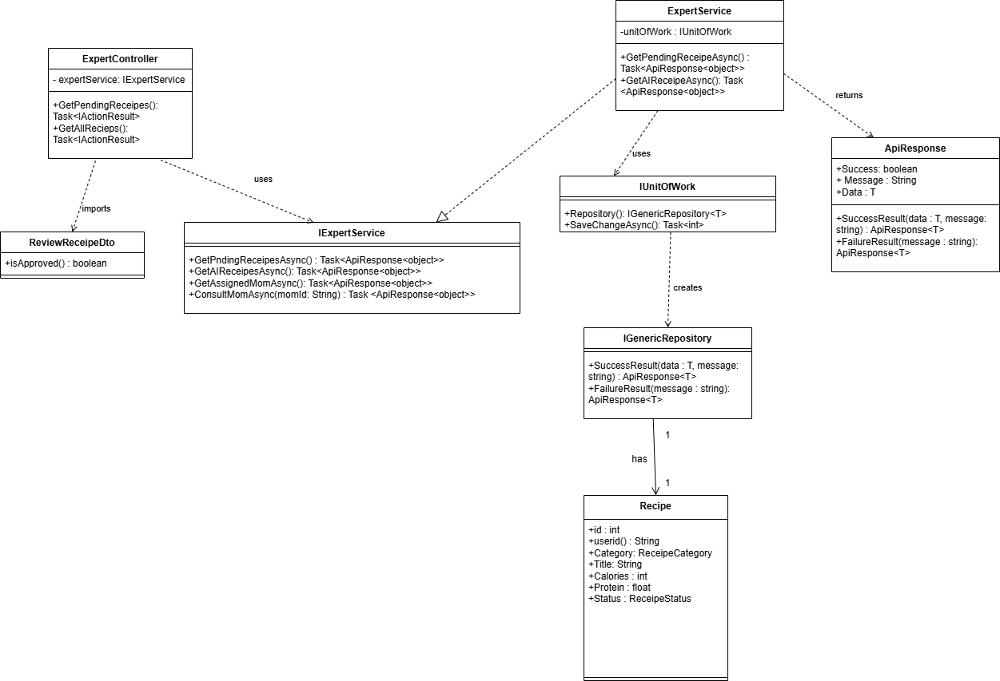 ExpertService
-unitOfWork : IUnitOfWork
+GetPendingReceipeAsync() :
Task<ApiResponse<object>>
+GetAIReceipeAsync(): Task
<ApiResponse<object>>
ExpertController
- expertService: IExpertService
+GetPendingReceipes():
Task<IActionResult>
+GetAllRecieps():
Task<IActionResult>
returns
ApiResponse
+Success: boolean
+ Message : String
+Data : T
+SuccessResult(data : T, message:
string) : ApiResponse<T>
+FailureResult(message : string):
ApiResponse<T>
uses
uses
imports
IUnitOfWork
+Repository(): IGenericRepository<T>
+SaveChangeAsync(): Task<int>
ReviewReceipeDto
+isApproved() : boolean
IExpertService
+GetPndingReceipesAsync() : Task<ApiResponse<object>>
+GetAIReceipesAsync(): Task<ApiResponse<object>>
+GetAssignedMomAsync(): Task<ApiResponse<object>>
+ConsultMomAsync(momId: String) : Task <ApiResponse<object>>
creates
IGenericRepository
+SuccessResult(data : T, message:
string) : ApiResponse<T>
+FailureResult(message : string):
ApiResponse<T>
1
has
1
Recipe
+id : int
+userid() : String
+Category: ReceipeCategory
+Title: String
+Calories : int
+Protein : float
+Status : ReceipeStatus